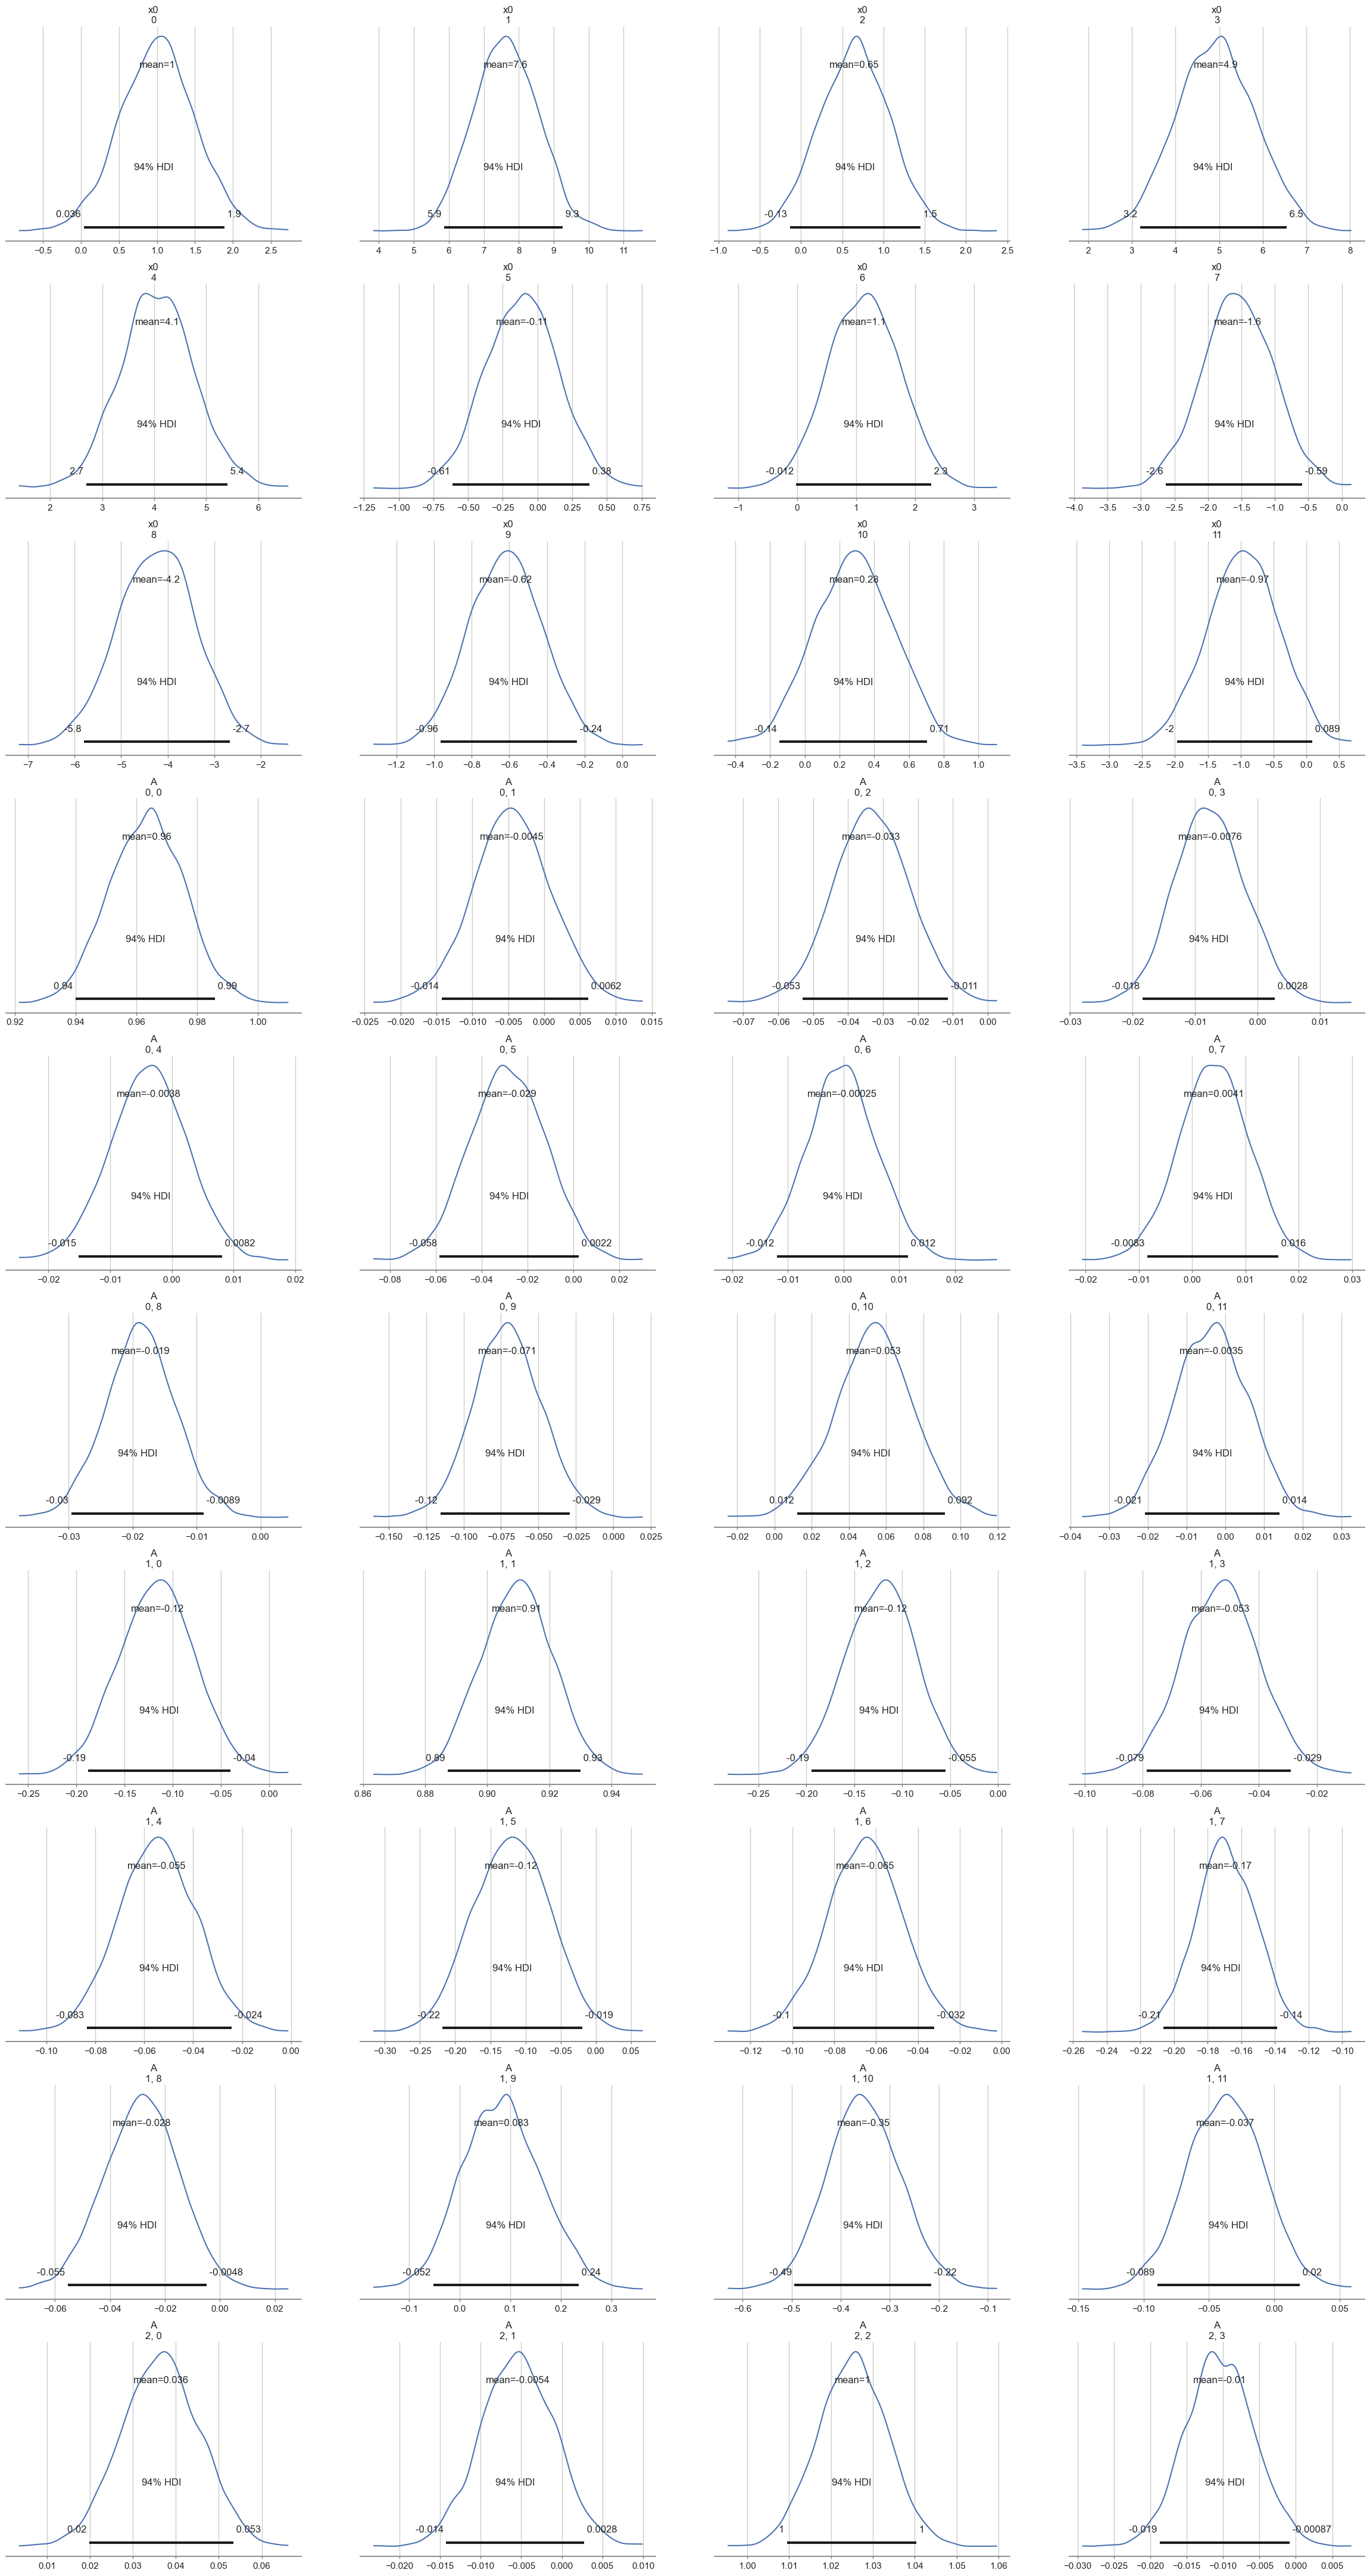 x0 x0 x0 x0
0 1 2 3
mean=1 mean=7.6 mean=0.65 mean=4.9
94% HDI 94% HDI 94% HDI 94% HDI
0.036 1.9 5.9 9.3 -0.13 1.5 3.2 6.5
−0.5 0.0 0.5 1.0 1.5 2.0 2.5 4 5 6 7 8 9 10 11 −1.0 −0.5 0.0 0.5 1.0 1.5 2.0 2.5 2 3 4 5 6 7 8
x0 x0 x0 x0
4 5 6 7
mean=4.1 mean=-0.11 mean=1.1 mean=-1.6
94% HDI 94% HDI 94% HDI 94% HDI
2.7 5.4 -0.61 0.38 -0.012 2.3 -2.6 -0.59
2 3 4 5 6 −1.25 −1.00 −0.75 −0.50 −0.25 0.00 0.25 0.50 0.75 −1 0 1 2 3 −4.0 −3.5 −3.0 −2.5 −2.0 −1.5 −1.0 −0.5 0.0
x0 x0 x0 x0
8 9 10 11
mean=-4.2 mean=-0.62 mean=0.28 mean=-0.97
94% HDI 94% HDI 94% HDI 94% HDI
-5.8 -2.7 -0.96 -0.24 -0.14 0.71 -2 0.089
−7 −6 −5 −4 −3 −2 −1.2 −1.0 −0.8 −0.6 −0.4 −0.2 0.0 −0.4 −0.2 0.0 0.2 0.4 0.6 0.8 1.0 −3.5 −3.0 −2.5 −2.0 −1.5 −1.0 −0.5 0.0 0.5
A A A A
0, 0 0, 1 0, 2 0, 3
mean=0.96 mean=-0.0045 mean=-0.033 mean=-0.0076
94% HDI 94% HDI 94% HDI 94% HDI
0.94 0.99 -0.014 0.0062 -0.053 -0.011 -0.018 0.0028
0.92 0.94 0.96 0.98 1.00 −0.025 −0.020 −0.015 −0.010 −0.005 0.000 0.005 0.010 0.015 −0.07 −0.06 −0.05 −0.04 −0.03 −0.02 −0.01 0.00 −0.03 −0.02 −0.01 0.00 0.01
A A A A
0, 4 0, 5 0, 6 0, 7
mean=-0.0038 mean=-0.029 mean=-0.00025 mean=0.0041
94% HDI 94% HDI 94% HDI 94% HDI
-0.015 0.0082 -0.058 0.0022 -0.012 0.012 -0.0083 0.016
−0.02 −0.01 0.00 0.01 0.02 −0.08 −0.06 −0.04 −0.02 0.00 0.02 −0.02 −0.01 0.00 0.01 0.02 −0.02 −0.01 0.00 0.01 0.02 0.03
A A A A
0, 8 0, 9 0, 10 0, 11
mean=-0.019 mean=-0.071 mean=0.053 mean=-0.0035
94% HDI 94% HDI 94% HDI 94% HDI
-0.03 -0.0089 -0.12 -0.029 0.012 0.092 -0.021 0.014
−0.03 −0.02 −0.01 0.00 −0.150 −0.125 −0.100 −0.075 −0.050 −0.025 0.000 0.025 −0.02 0.00 0.02 0.04 0.06 0.08 0.10 0.12 −0.04 −0.03 −0.02 −0.01 0.00 0.01 0.02 0.03
A A A A
1, 0 1, 1 1, 2 1, 3
mean=-0.12 mean=0.91 mean=-0.12 mean=-0.053
94% HDI 94% HDI 94% HDI 94% HDI
-0.19 -0.04 0.89 0.93 -0.19 -0.055 -0.079 -0.029
−0.25 −0.20 −0.15 −0.10 −0.05 0.00 0.86 0.88 0.90 0.92 0.94 −0.25 −0.20 −0.15 −0.10 −0.05 0.00 −0.10 −0.08 −0.06 −0.04 −0.02
A A A A
1, 4 1, 5 1, 6 1, 7
mean=-0.055 mean=-0.12 mean=-0.065 mean=-0.17
94% HDI 94% HDI 94% HDI 94% HDI
-0.083 -0.024 -0.22 -0.019 -0.1 -0.032 -0.21 -0.14
−0.10 −0.08 −0.06 −0.04 −0.02 0.00 −0.30 −0.25 −0.20 −0.15 −0.10 −0.05 0.00 0.05 −0.12 −0.10 −0.08 −0.06 −0.04 −0.02 0.00 −0.26 −0.24 −0.22 −0.20 −0.18 −0.16 −0.14 −0.12 −0.10
A A A A
1, 8 1, 9 1, 10 1, 11
mean=-0.028 mean=0.083 mean=-0.35 mean=-0.037
94% HDI 94% HDI 94% HDI 94% HDI
-0.055 -0.0048 -0.052 0.24 -0.49 -0.22 -0.089 0.02
−0.06 −0.04 −0.02 0.00 0.02 −0.1 0.0 0.1 0.2 0.3 −0.6 −0.5 −0.4 −0.3 −0.2 −0.1 −0.15 −0.10 −0.05 0.00 0.05
A A A A
2, 0 2, 1 2, 2 2, 3
mean=0.036 mean=-0.0054 mean=1 mean=-0.01
94% HDI 94% HDI 94% HDI 94% HDI
0.02 0.053 -0.014 0.0028 1 1 -0.019 -0.00087
0.01 0.02 0.03 0.04 0.05 0.06 −0.020 −0.015 −0.010 −0.005 0.000 0.005 0.010 1.00 1.01 1.02 1.03 1.04 1.05 1.06 −0.030 −0.025 −0.020 −0.015 −0.010 −0.005 0.000 0.005